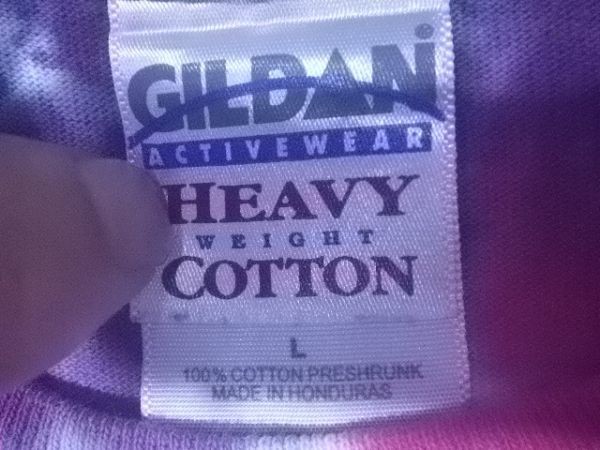 GILDAN
ACTIVEWEAR
HEAVY
WEIGHT
COTTON
L
100% COTTON PRESHRUNK
MADE IN HONDURAS